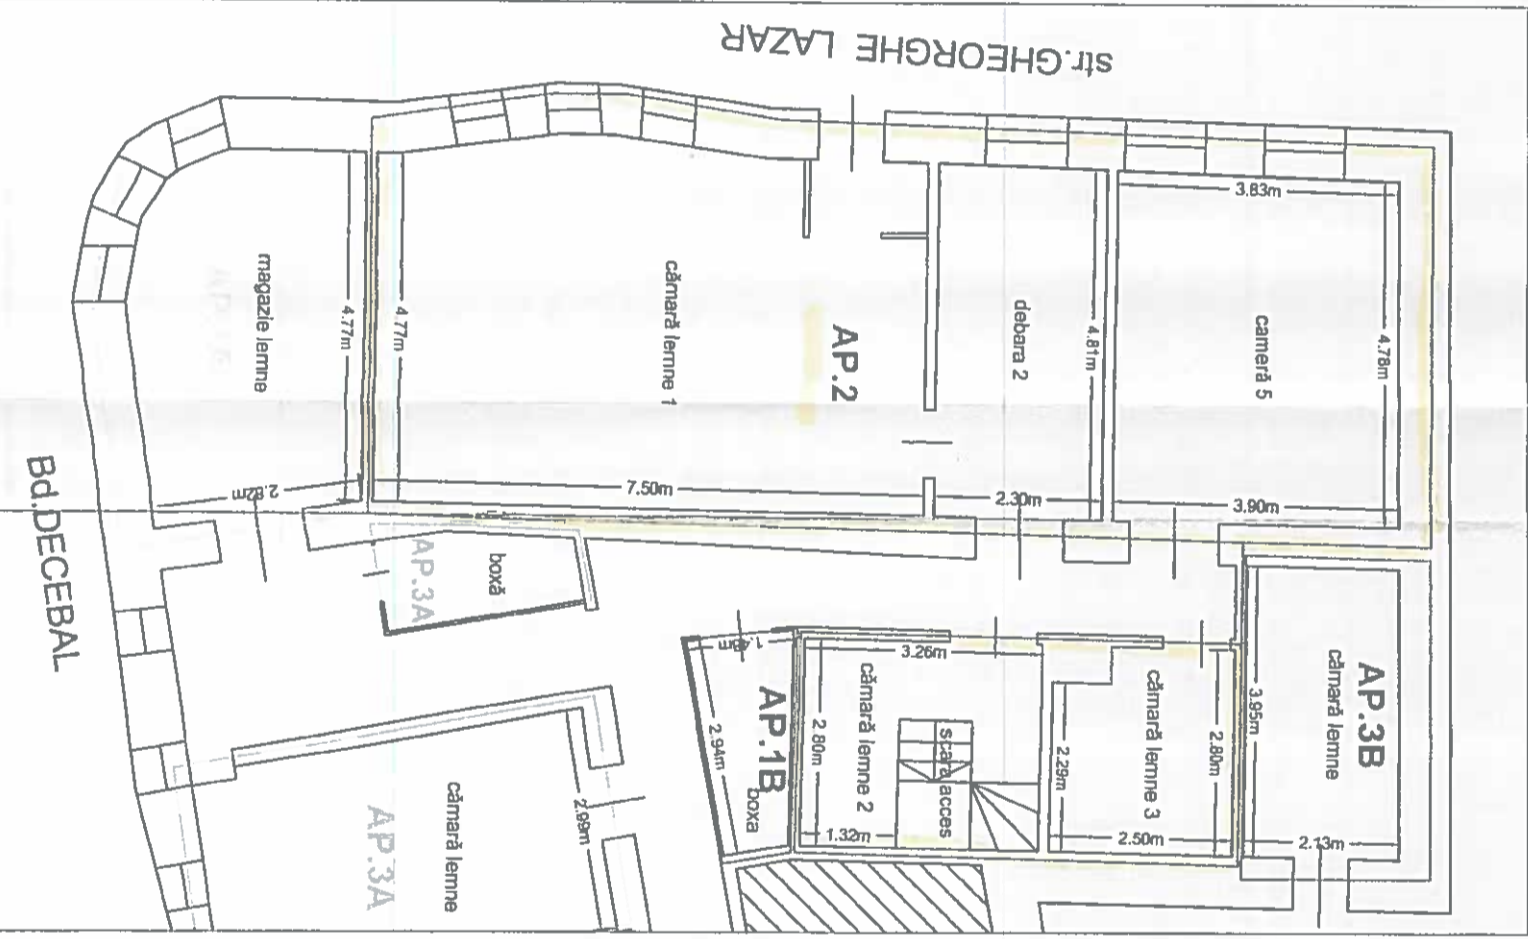 str.GHEORGHE LAZAR
3.83m
4.78m
cameră 5
3.90m
4.81m
debara 2
2.30m
AP.2
cămară lemne 1
7.50m
4.77m
4.77m
magazie lemne
2.82m
Bd.DECEBAL
boxă
AP.3A
AP.3B
cămară lemne
3.95m
2.13m
2.80m
cămară lemne 3
2.29m
2.50m
3.26m
scara acces
cămară lemne 2
2.80m
1.32m
AP.1B
boxa
2.94m
cămară lemne
2.99m
AP.3A